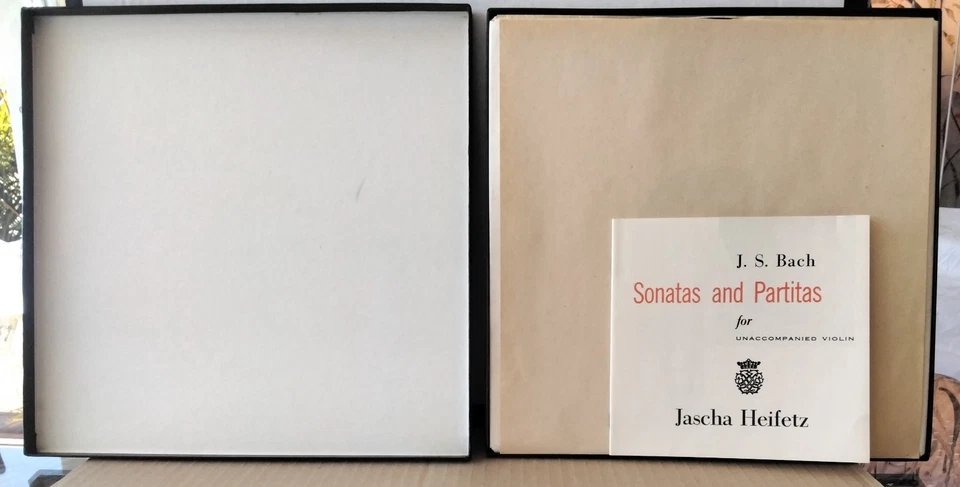 J. S. Bach
Sonatas and Partitas
for
UNACCOMPANIED VIOLIN
Jascha Heifetz